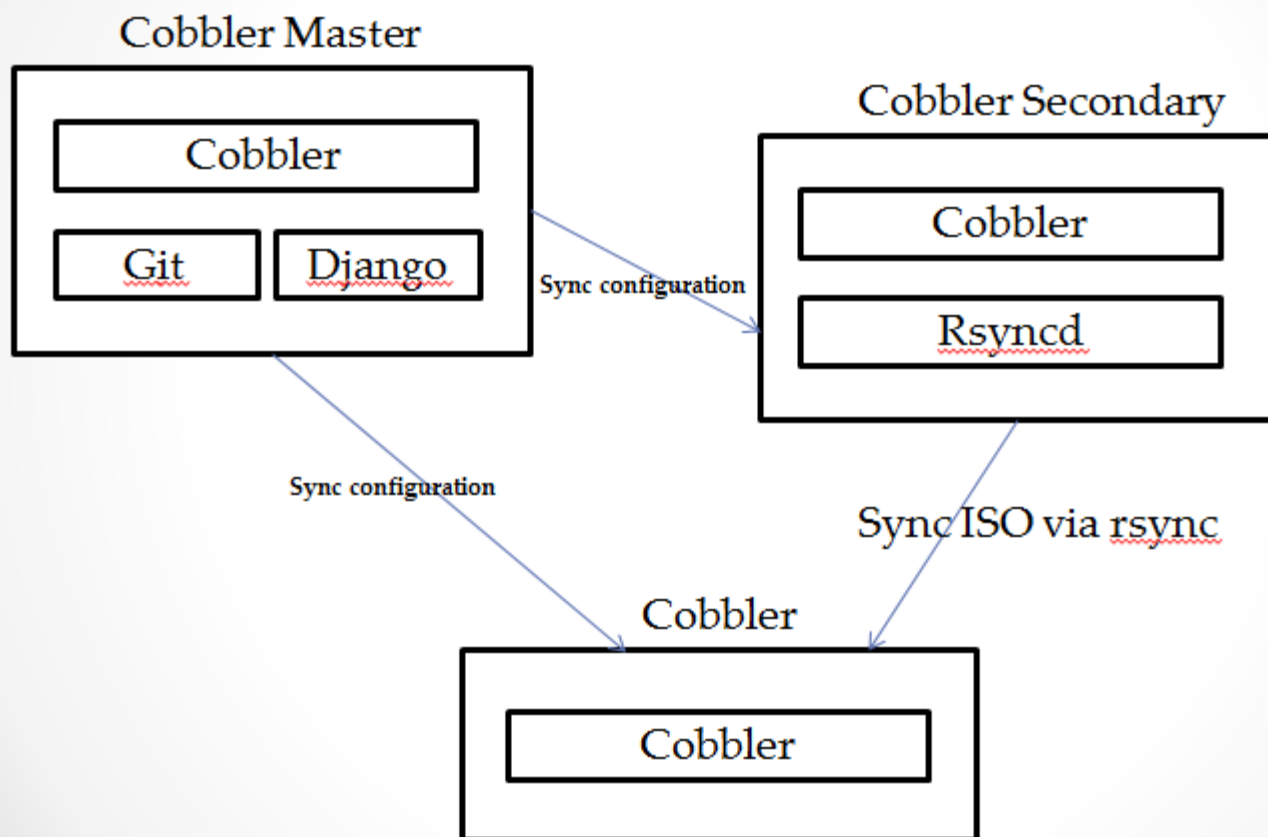 Cobbler Master
Cobbler
Git
Django
Sync configuration
Cobbler Secondary
Cobbler
Rsyncd
Sync configuration
Sync ISO via rsync
Cobbler
Cobbler